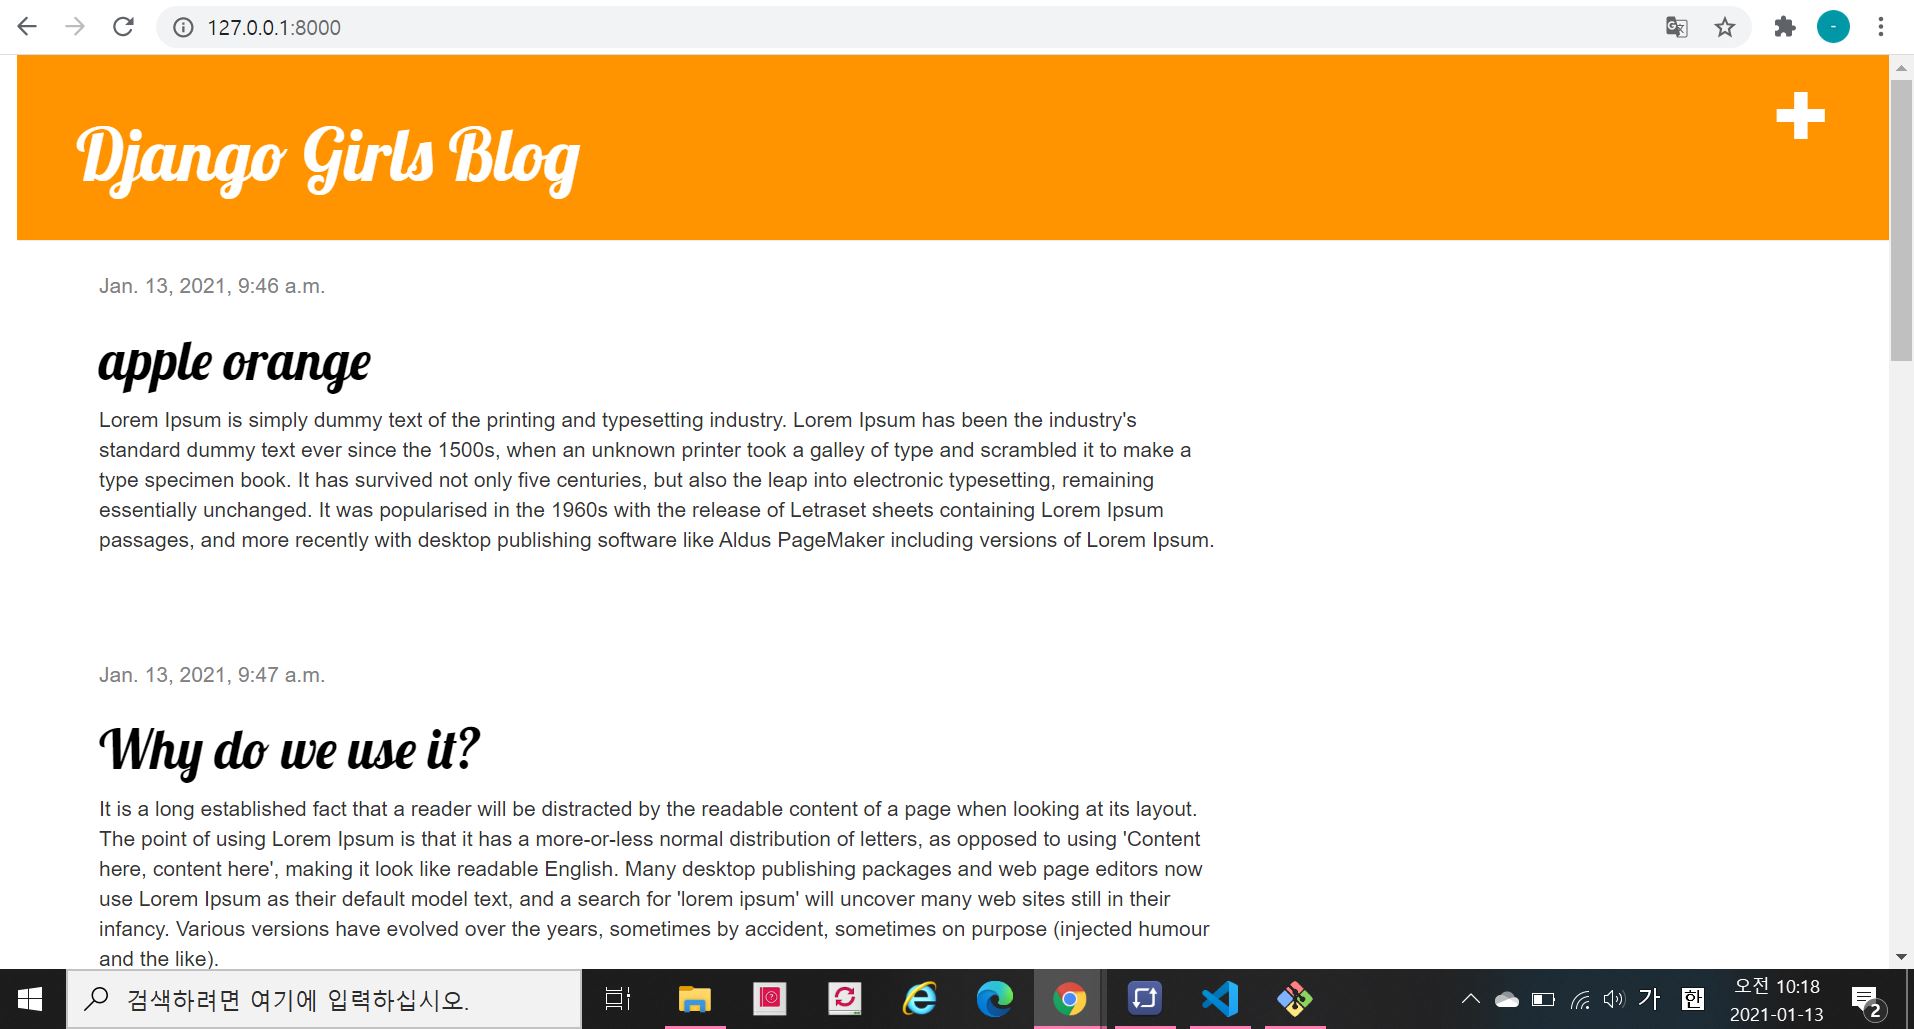 127.0.0.1:8000
Django Girls Blog
Jan. 13, 2021, 9:46 a.m.
apple orange
Lorem Ipsum is simply dummy text of the printing and typesetting industry. Lorem Ipsum has been the industry's
standard dummy text ever since the 1500s, when an unknown printer took a galley of type and scrambled it to make a
type specimen book. It has survived not only five centuries, but also the leap into electronic typesetting, remaining
essentially unchanged. It was popularised in the 1960s with the release of Letraset sheets containing Lorem Ipsum
passages, and more recently with desktop publishing software like Aldus PageMaker including versions of Lorem Ipsum.
Jan. 13, 2021, 9:47 a.m.
Why do we use it?
It is a long established fact that a reader will be distracted by the readable content of a page when looking at its layout.
The point of using Lorem Ipsum is that it has a more-or-less normal distribution of letters, as opposed to using 'Content
here, content here', making it look like readable English. Many desktop publishing packages and web page editors now
use Lorem Ipsum as their default model text, and a search for 'lorem ipsum' will uncover many web sites still in their
infancy. Various versions have evolved over the years, sometimes by accident, sometimes on purpose (injected humour
and the like).
검색하려면 여기에 입력하십시오.
가
한
오전 10:18
2021-01-13
2